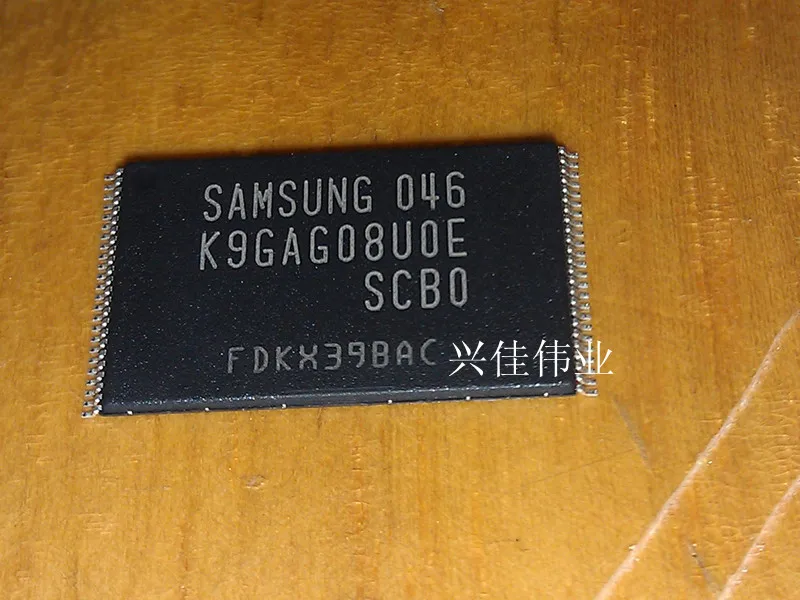 SAMSUNG 046
K9GAG08U0E
SCB0
FDKX39BAC 兴佳伟业